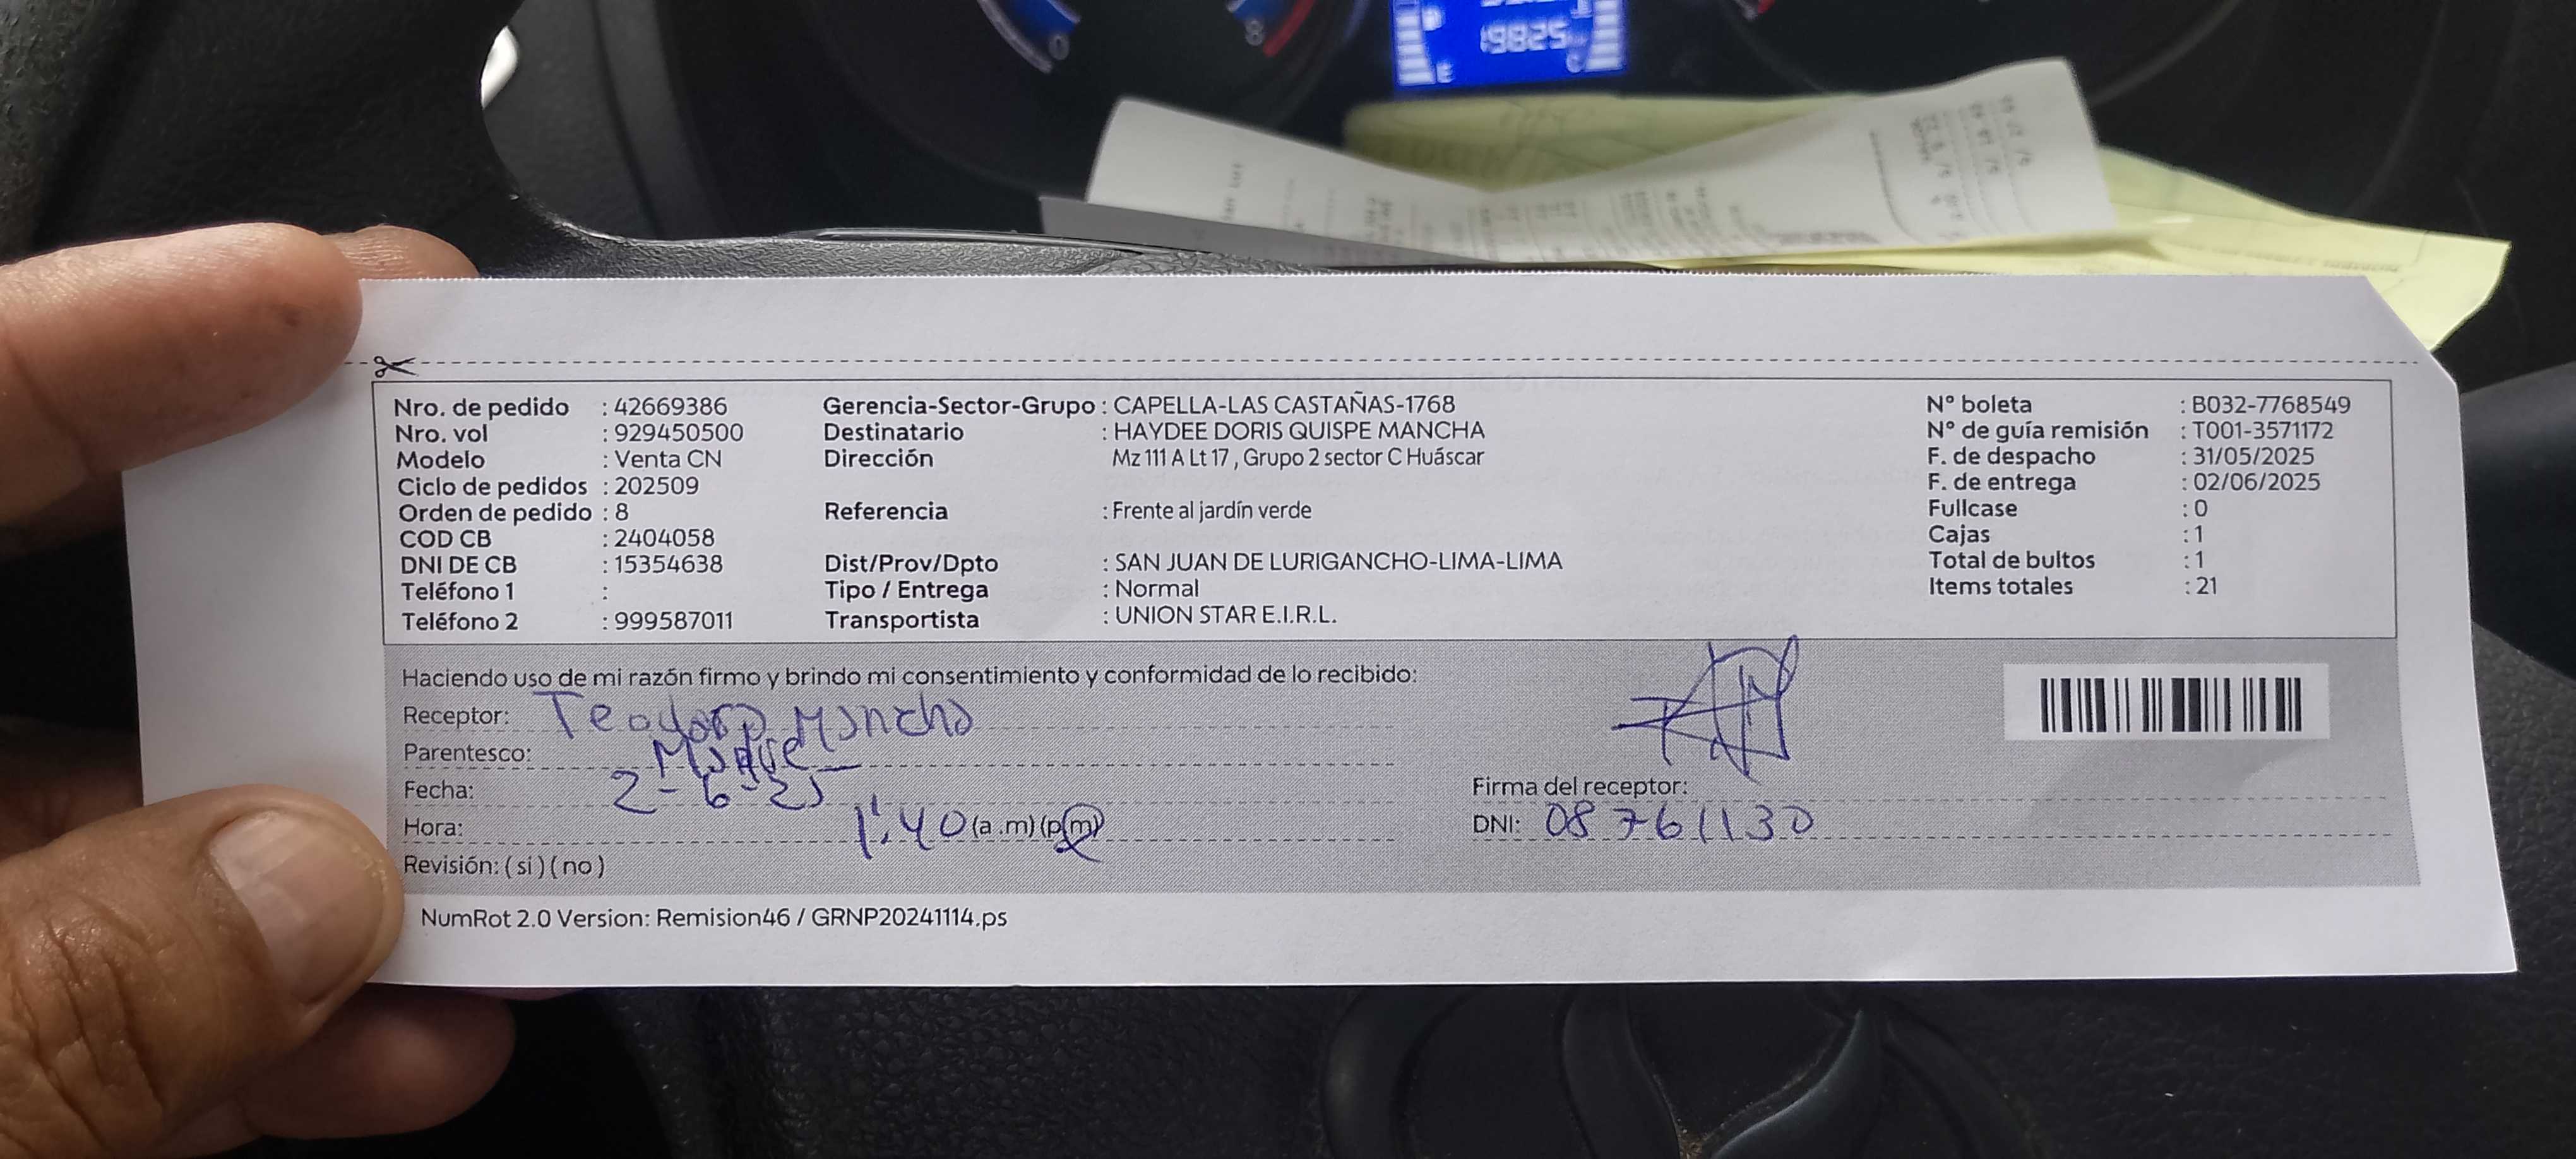 19825
E
Nro. de pedido : 42669386
Nro. vol : 929450500
Modelo : Venta CN
Ciclo de pedidos : 202509
Orden de pedido : 8
COD CB : 2404058
DNI DE CB : 15354638
Teléfono 1 :
Teléfono 2 : 999587011
Gerencia-Sector-Grupo : CAPELLA-LAS CASTAÑAS-1768
Destinatario : HAYDEE DORIS QUISPE MANCHA
Dirección Mz 111 A Lt 17 , Grupo 2 sector C Huáscar
Referencia : Frente al jardín verde
Dist/Prov/Dpto : SAN JUAN DE LURIGANCHO-LIMA-LIMA
Tipo / Entrega : Normal
Transportista : UNION STAR E.I.R.L.
N° boleta : B032-7768549
N° de guía remisión : T001-3571172
F. de despacho : 31/05/2025
F. de entrega : 02/06/2025
Fullcase : 0
Cajas : 1
Total de bultos : 1
Items totales : 21
Haciendo uso de mi razón firmo y brindo mi consentimiento y conformidad de lo recibido:
Receptor: Mancha
Parentesco: Madre
Fecha: 2-6-25
Hora: 1:40 (a .m) (p m)
Revisión: ( si ) ( no )
Firma del receptor:
DNI: 08761130
NumRot 2.0 Version: Remision46 / GRNP20241114.ps